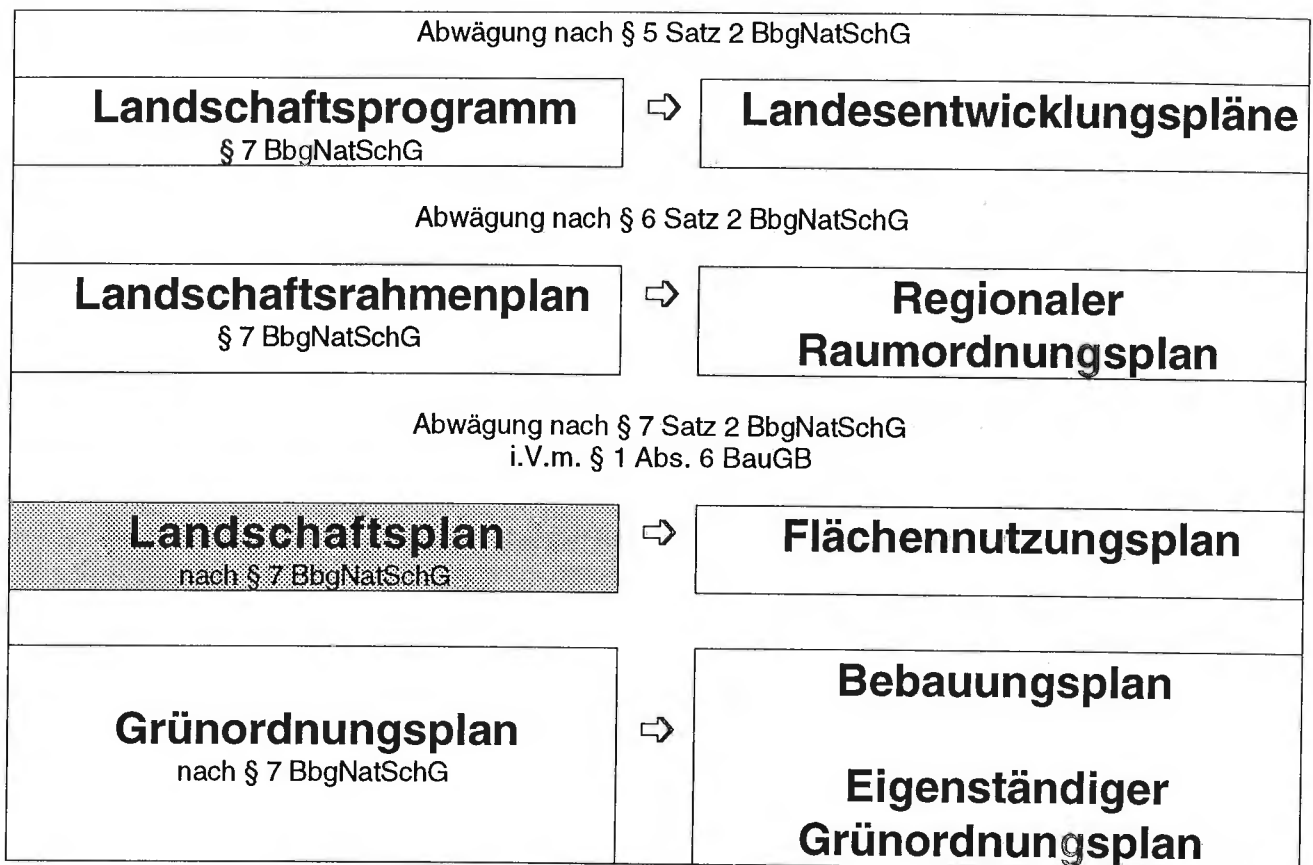 Abwägung nach § 5 Satz 2 BbgNatSchG
Landschaftsprogramm
§ 7 BbgNatSchG
⇨
Landesentwicklungspläne
Abwägung nach § 6 Satz 2 BbgNatSchG
Landschaftsrahmenplan
§ 7 BbgNatSchG
⇨
Regionaler
Raumordnungsplan
Abwägung nach § 7 Satz 2 BbgNatSchG
i.V.m. § 1 Abs. 6 BauGB
Landschaftsplan
nach § 7 BbgNatSchG
⇨
Flächennutzungsplan
Grünordnungsplan
nach § 7 BbgNatSchG
⇨
Bebauungsplan
Eigenständiger
Grünordnungsplan